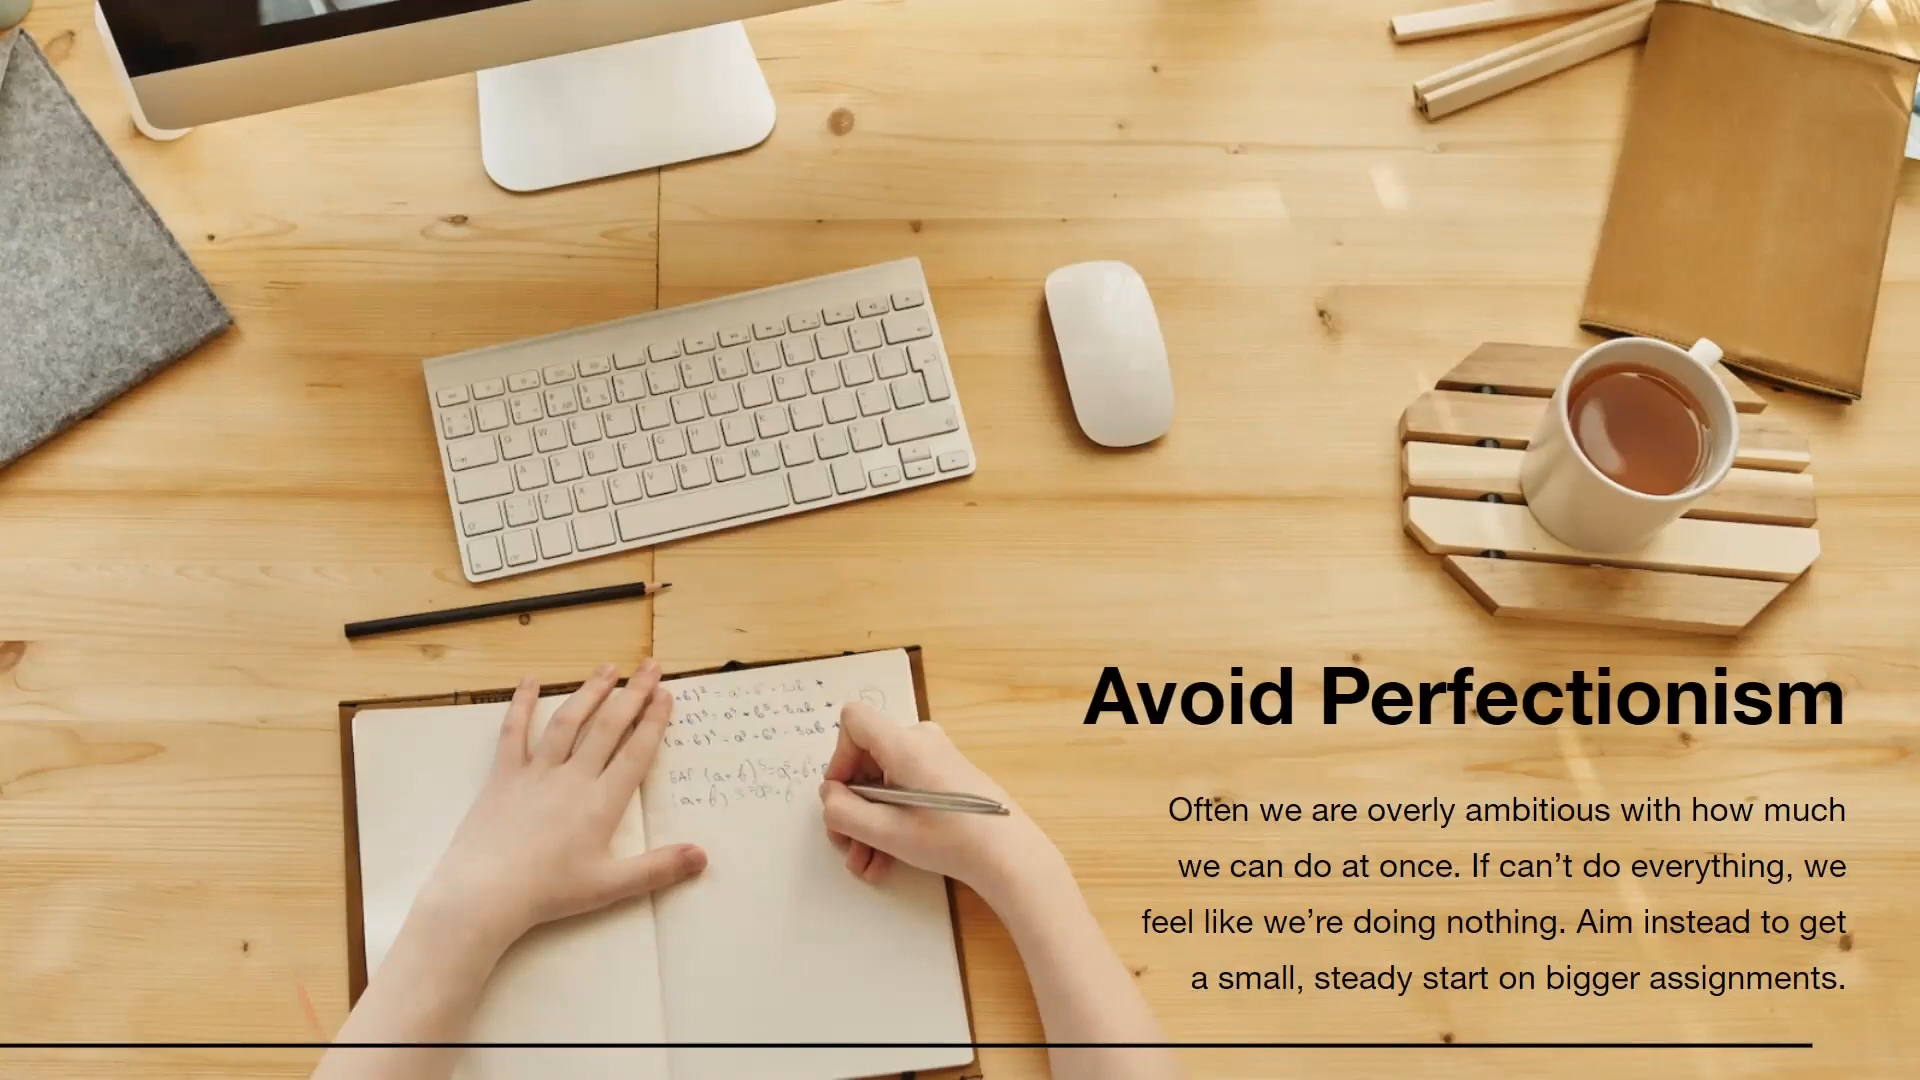 Avoid Perfectionism
Often we are overly ambitious with how much
we can do at once. If can’t do everything, we
feel like we’re doing nothing. Aim instead to get
a small, steady start on bigger assignments.